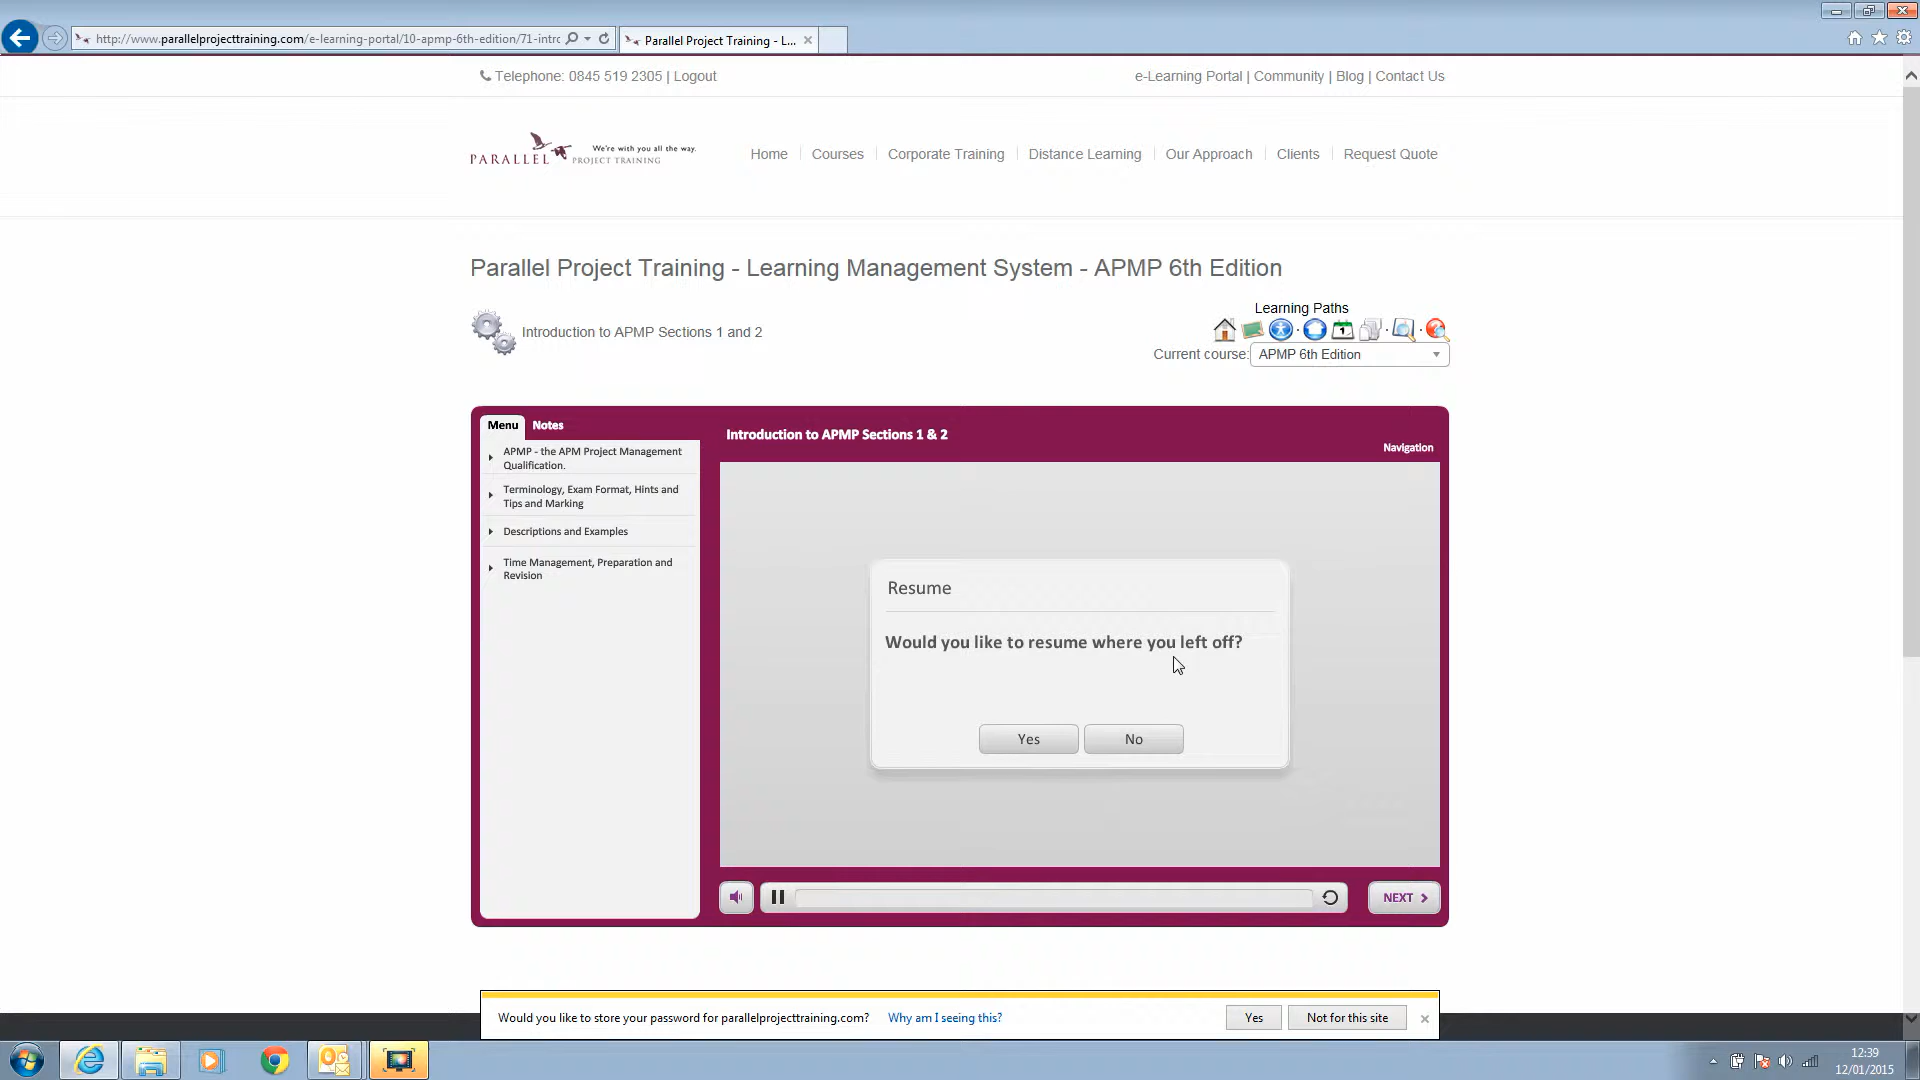 http://www.parallelprojecttraining.com/e-learning-portal/10-apmp-6th-edition/71-intro
Parallel Project Training - L...
Telephone: 0845 519 2305 | Logout
e-Learning Portal | Community | Blog | Contact Us
PARALLEL PROJECT TRAINING
We're with you all the way.
Home
Courses
Corporate Training
Distance Learning
Our Approach
Clients
Request Quote
Parallel Project Training - Learning Management System - APMP 6th Edition
Introduction to APMP Sections 1 and 2
Learning Paths
1
Current course: APMP 6th Edition
Menu
Notes
Introduction to APMP Sections 1 & 2
Navigation
APMP - the APM Project Management
Qualification.
Terminology, Exam Format, Hints and
Tips and Marking
Descriptions and Examples
Time Management, Preparation and
Revision
Resume
Would you like to resume where you left off?
Yes
No
NEXT
Would you like to store your password for parallelprojecttraining.com?
Why am I seeing this?
Yes
Not for this site
12:39
12/01/2015